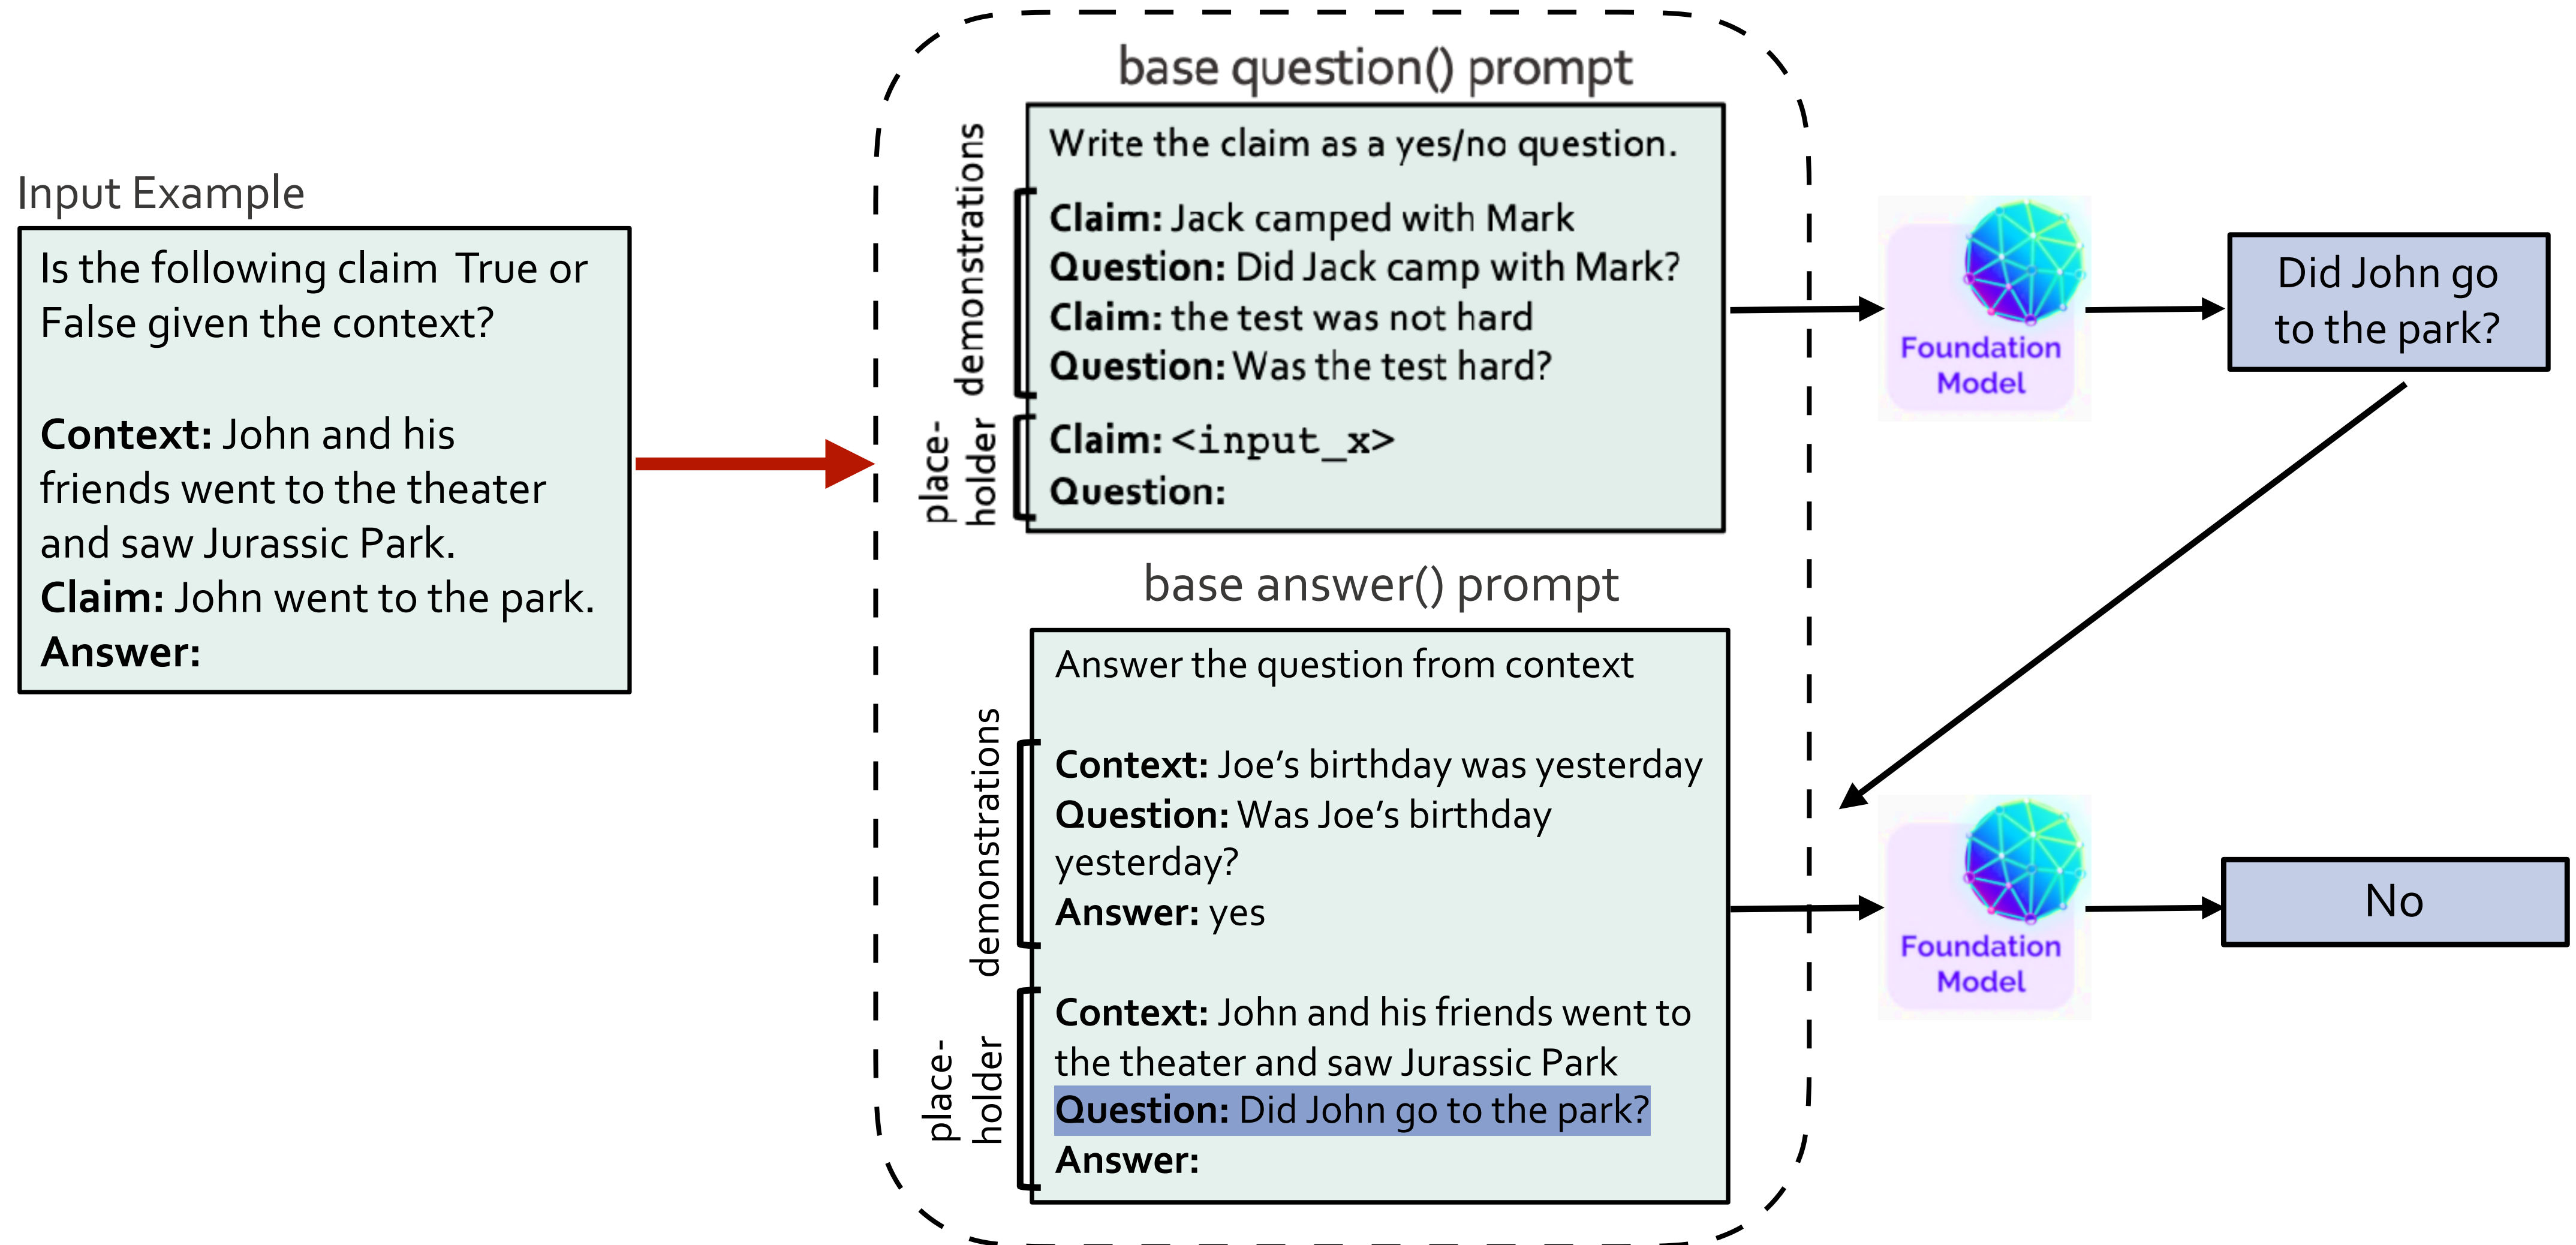 Input Example
Is the following claim  True or
False given the context?
Context: John and his
friends went to the theater
and saw Jurassic Park.
Claim: John went to the park.
Answer:
base question() prompt
demonstrations
place-
holder
Write the claim as a yes/no question.
Claim: Jack camped with Mark
Question: Did Jack camp with Mark?
Claim: the test was not hard
Question: Was the test hard?
Claim: <input_x>
Question:
Foundation
Model
Did John go
to the park?
base answer() prompt
demonstrations
place-
holder
Answer the question from context
Context: Joe’s birthday was yesterday
Question: Was Joe’s birthday
yesterday?
Answer: yes
Context: John and his friends went to
the theater and saw Jurassic Park
Question: Did John go to the park?
Answer:
Foundation
Model
No